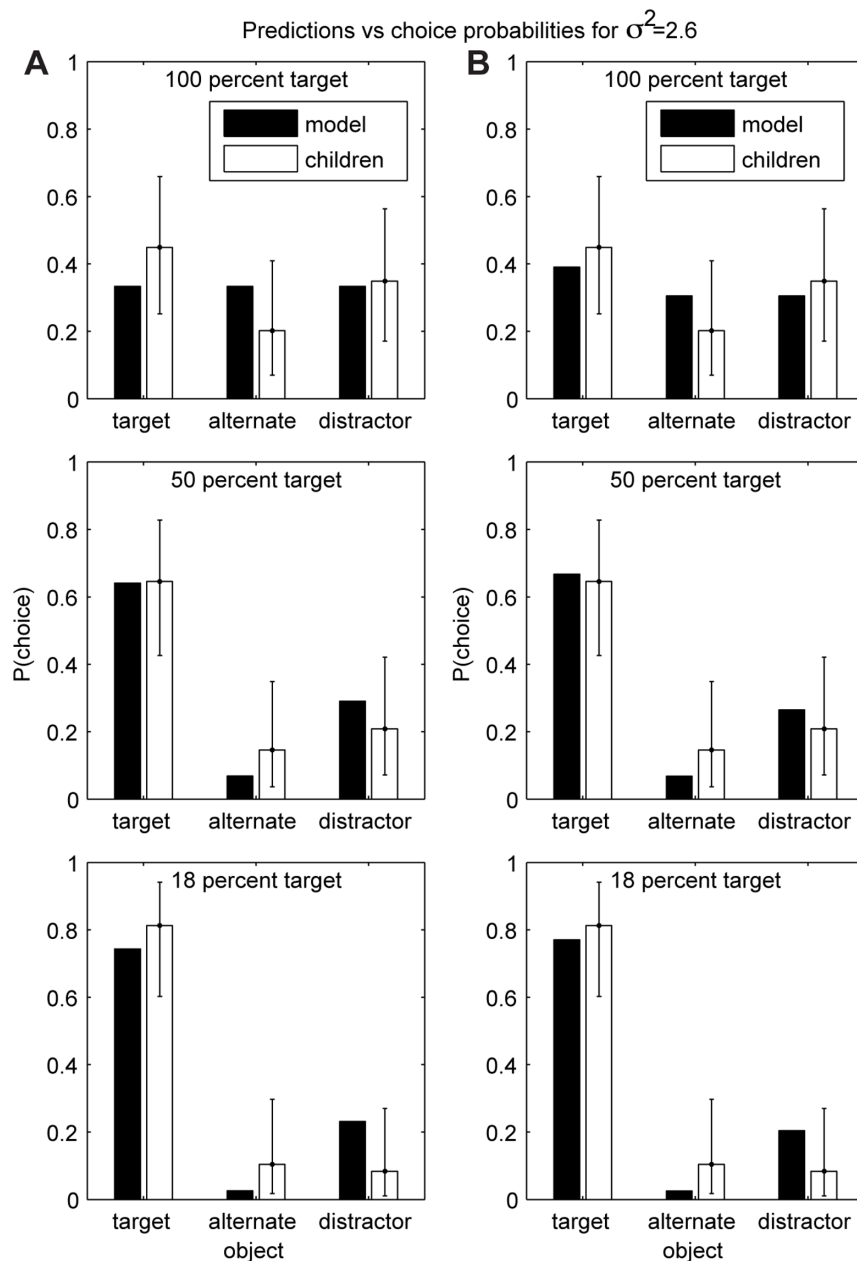 Predictions vs choice probabilities for σ²=2.6
A
100 percent target
model
children
1
0.8
0.6
0.4
0.2
0
target alternate distractor
50 percent target
1
0.8
0.6
0.4
0.2
0
P(choice)
target alternate distractor
18 percent target
1
0.8
0.6
0.4
0.2
0
target alternate distractor
object
B
100 percent target
model
children
1
0.8
0.6
0.4
0.2
0
target alternate distractor
50 percent target
1
0.8
0.6
0.4
0.2
0
P(choice)
target alternate distractor
18 percent target
1
0.8
0.6
0.4
0.2
0
target alternate distractor
object